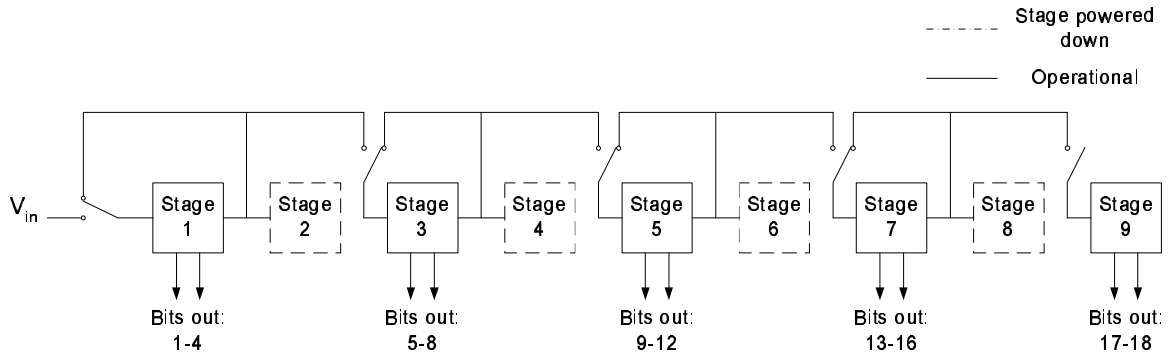 Stage powered
down
Operational
Vin
Stage
1
Stage
2
Stage
3
Stage
4
Stage
5
Stage
6
Stage
7
Stage
8
Stage
9
Bits out:
1-4
Bits out:
5-8
Bits out:
9-12
Bits out:
13-16
Bits out:
17-18